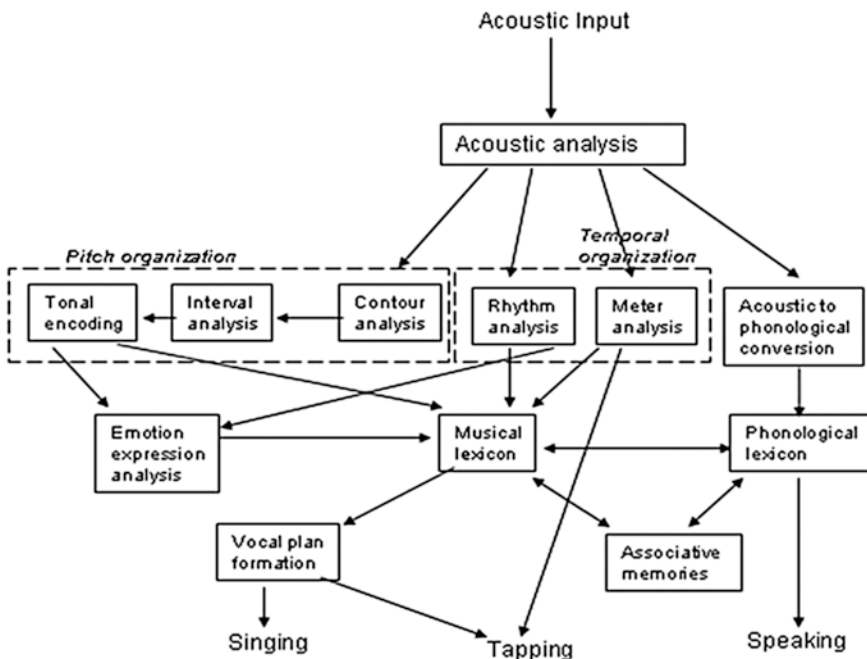 Acoustic Input
Acoustic analysis
Pitch organization
Temporal
organization
Tonal
encoding
Interval
analysis
Contour
analysis
Rhythm
analysis
Meter
analysis
Acoustic to
phonological
conversion
Emotion
expression
analysis
Musical
lexicon
Phonological
lexicon
Vocal plan
formation
Associative
memories
Singing
Tapping
Speaking